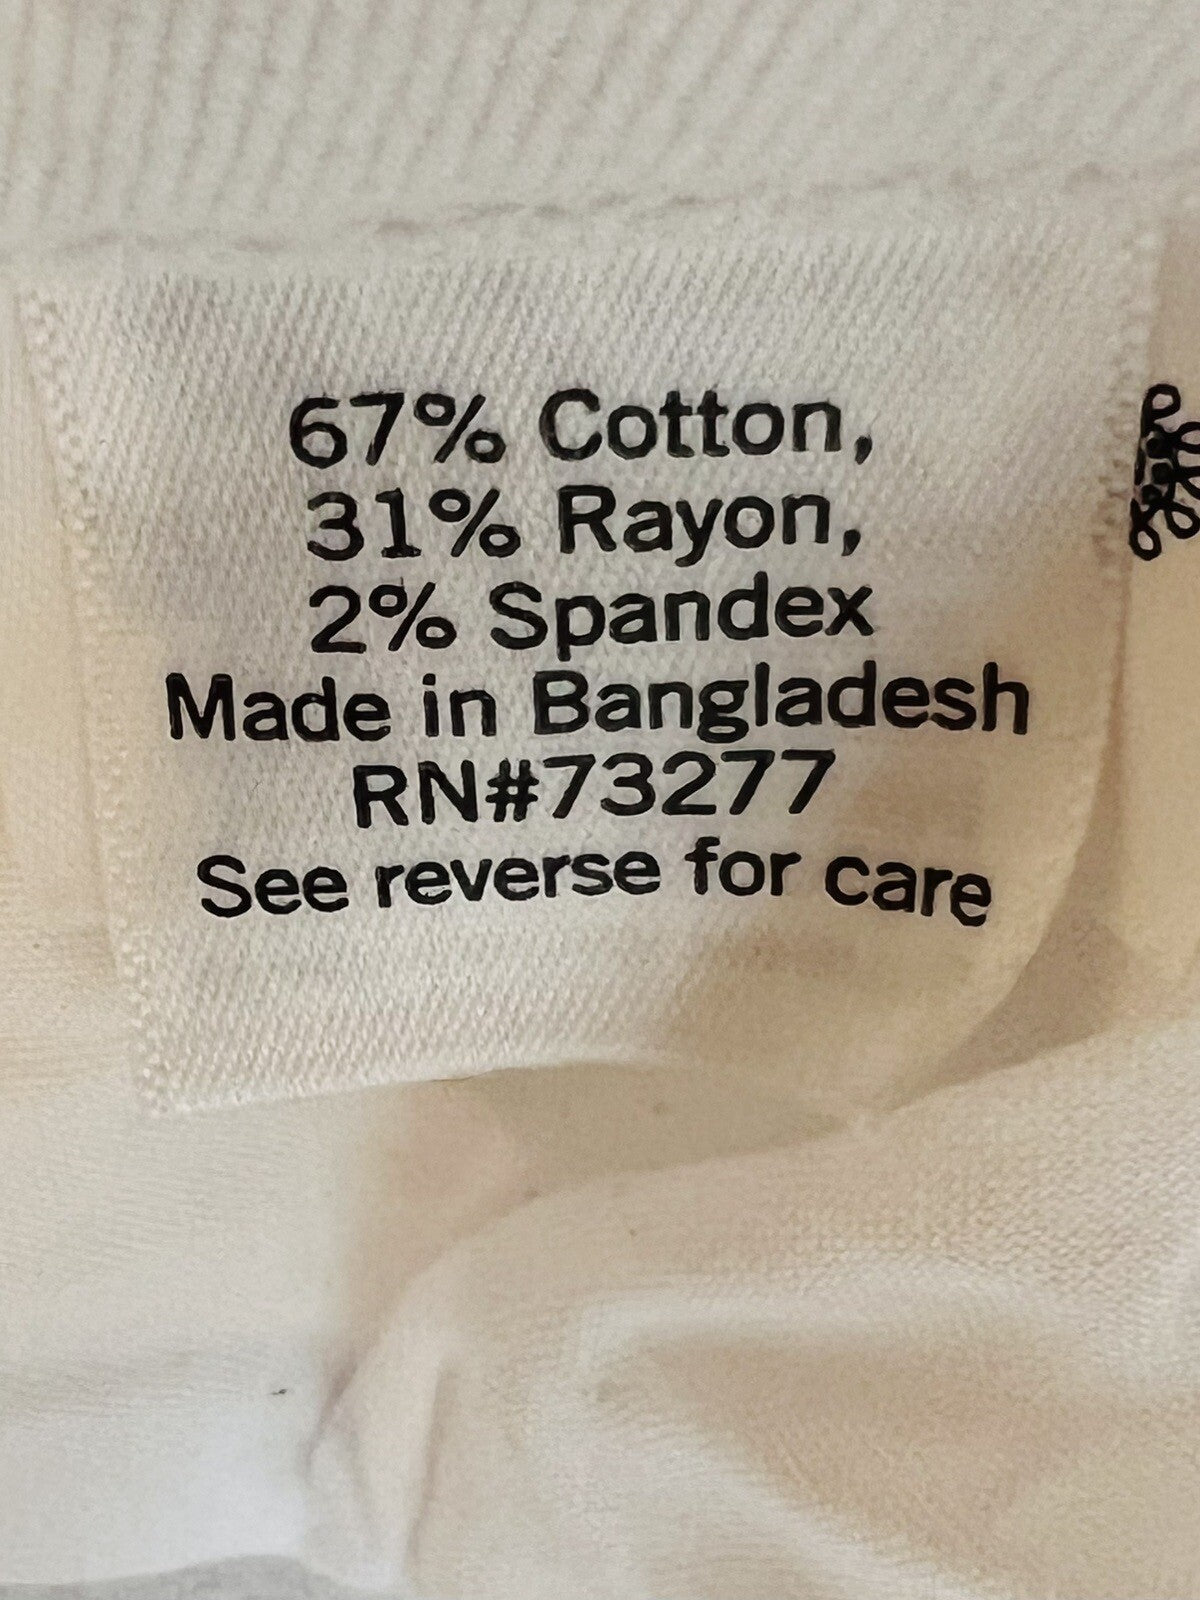 67% Cotton,
31% Rayon,
2% Spandex
Made in Bangladesh
RN#73277
See reverse for care